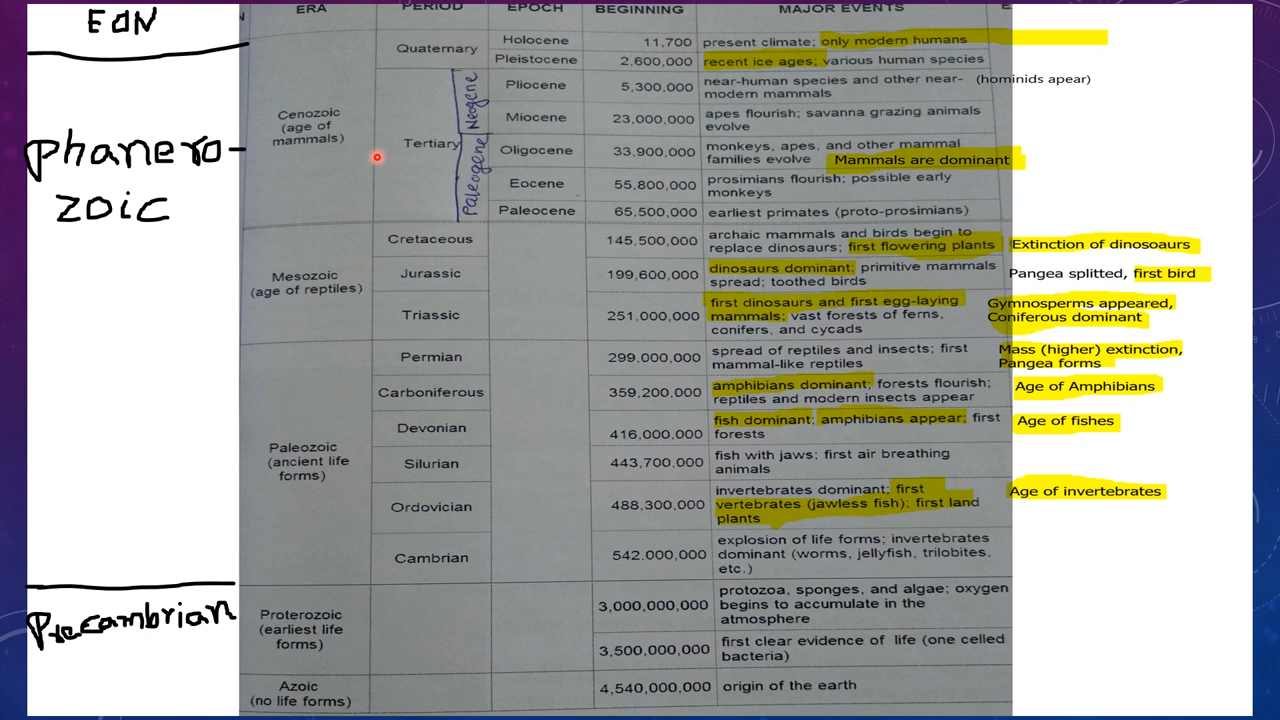 EON
ERA PERIOD EPOCH BEGINNING MAJOR EVENTS
Quaternary
Holocene 11,700 present climate; only modern humans
Pleistocene 2,600,000 recent ice ages; various human species
Phanero-
zoic
Cenozoic
(age of
mammals)
Tertiary
Neogene
Paleogene
Pliocene 5,300,000 near-human species and other near-
modern mammals
(hominids apear)
Miocene 23,000,000 apes flourish; savanna grazing animals
evolve
Oligocene 33,900,000 monkeys, apes, and other mammal
families evolve
Mammals are dominant
Eocene 55,800,000 prosimians flourish; possible early
monkeys
Paleocene 65,500,000 earliest primates (proto-prosimians)
Mesozoic
(age of reptiles)
Cretaceous 145,500,000 archaic mammals and birds begin to
replace dinosaurs; first flowering plants
Extinction of dinosoaurs
Jurassic 199,600,000 dinosaurs dominant; primitive mammals
spread; toothed birds
Pangea splitted, first bird
Triassic 251,000,000 first dinosaurs and first egg-laying
mammals; vast forests of ferns,
conifers, and cycads
Gymnosperms appeared,
Coniferous dominant
Paleozoic
(ancient life
forms)
Permian 299,000,000 spread of reptiles and insects; first
mammal-like reptiles
Mass (higher) extinction,
Pangea forms
Carboniferous 359,200,000 amphibians dominant; forests flourish;
reptiles and modern insects appear
Age of Amphibians
Devonian 416,000,000 fish dominant; amphibians appear; first
forests
Age of fishes
Silurian 443,700,000 fish with jaws; first air breathing
animals
Ordovician 488,300,000 invertebrates dominant; first
vertebrates (jawless fish); first land
plants
Age of invertebrates
Cambrian 542,000,000 explosion of life forms; invertebrates
dominant (worms, jellyfish, trilobites,
etc.)
Precambrian
Proterozoic
(earliest life
forms)
3,000,000,000 protozoa, sponges, and algae; oxygen
begins to accumulate in the
atmosphere
3,500,000,000 first clear evidence of life (one celled
bacteria)
Azoic
(no life forms)
4,540,000,000 origin of the earth